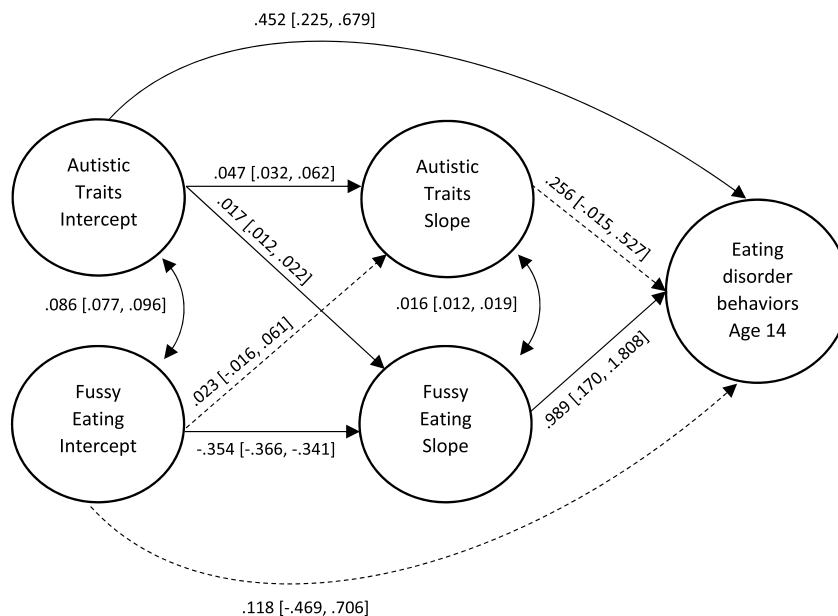 .452 [.225, .679]
Autistic
Traits
Intercept
.047 [.032, .062]
.017 [.012, .022]
Autistic
Traits
Slope
.256 [-.015, .527]
Eating
disorder
behaviors
Age 14
.086 [.077, .096]
.016 [.012, .019]
.023 [-.016, .061]
Fussy
Eating
Intercept
-.354 [-.366, -.341]
Fussy
Eating
Slope
.989 [.170, 1.808]
.118 [-.469, .706]